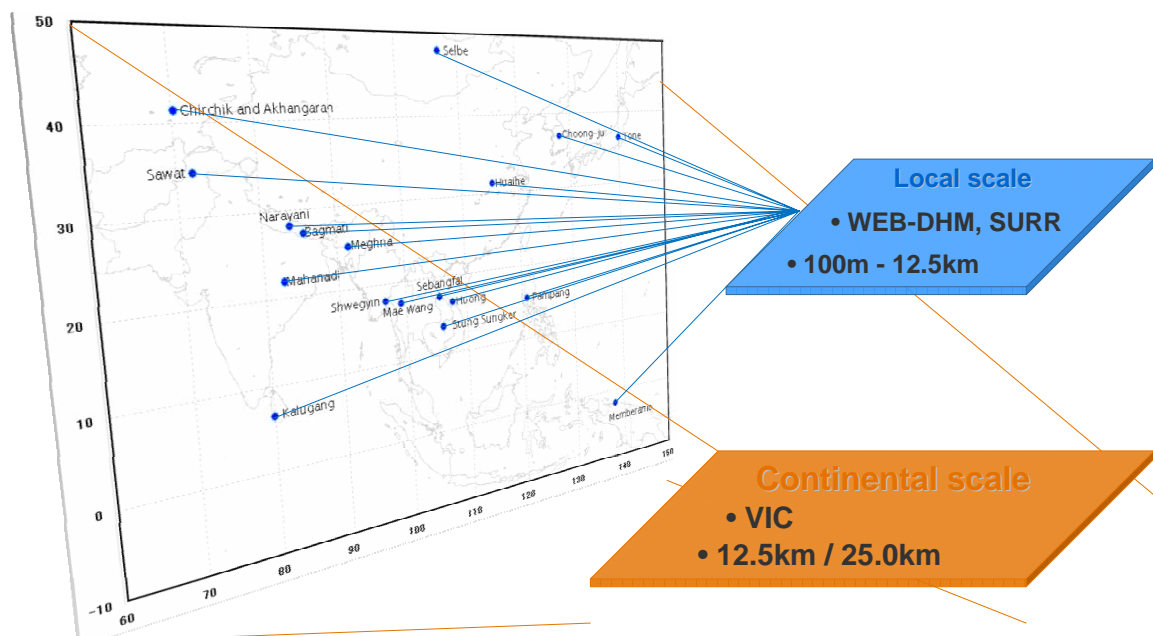 50
Selbe
Chirchik and Akhangaran
40
Choong-ju
Tone
Local scale
Sawat
Huaihe
• WEB-DHM, SURR
Narayani
30
Bagmati
Meghna
• 100m - 12.5km
Mahanadi
Sebangfai
Shwegyin
Mae Wang
Huong
Pampang
20
Stung Sungker
Kalugang
10
Memberamo
Continental scale
• VIC
• 12.5km / 25.0km
0
-10
60
70
80
90
100
110
120
130
140
150